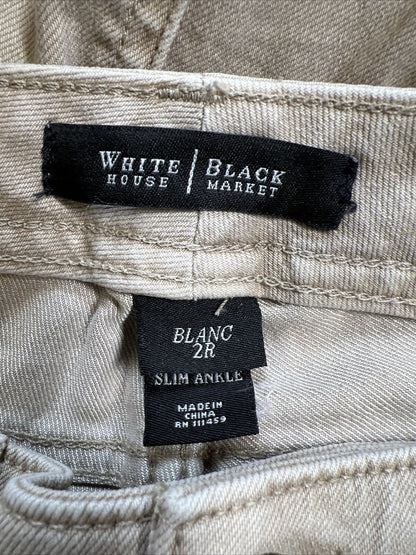 WHITE | BLACK
HOUSE | MARKET
BLANC
2R
SLIM ANKLE
MADE IN
CHINA
RN 111459